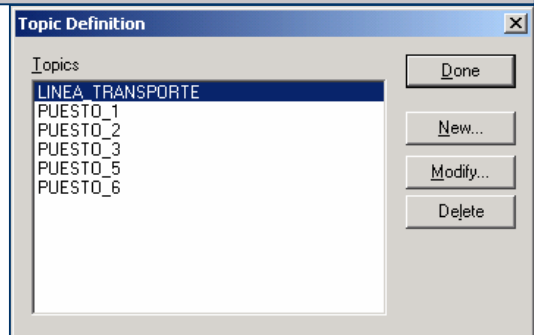 Topic Definition
Topics
LINEA_TRANSPORTE
PUESTO_1
PUESTO_2
PUESTO_3
PUESTO_5
PUESTO_6
Done
New...
Modify...
Delete